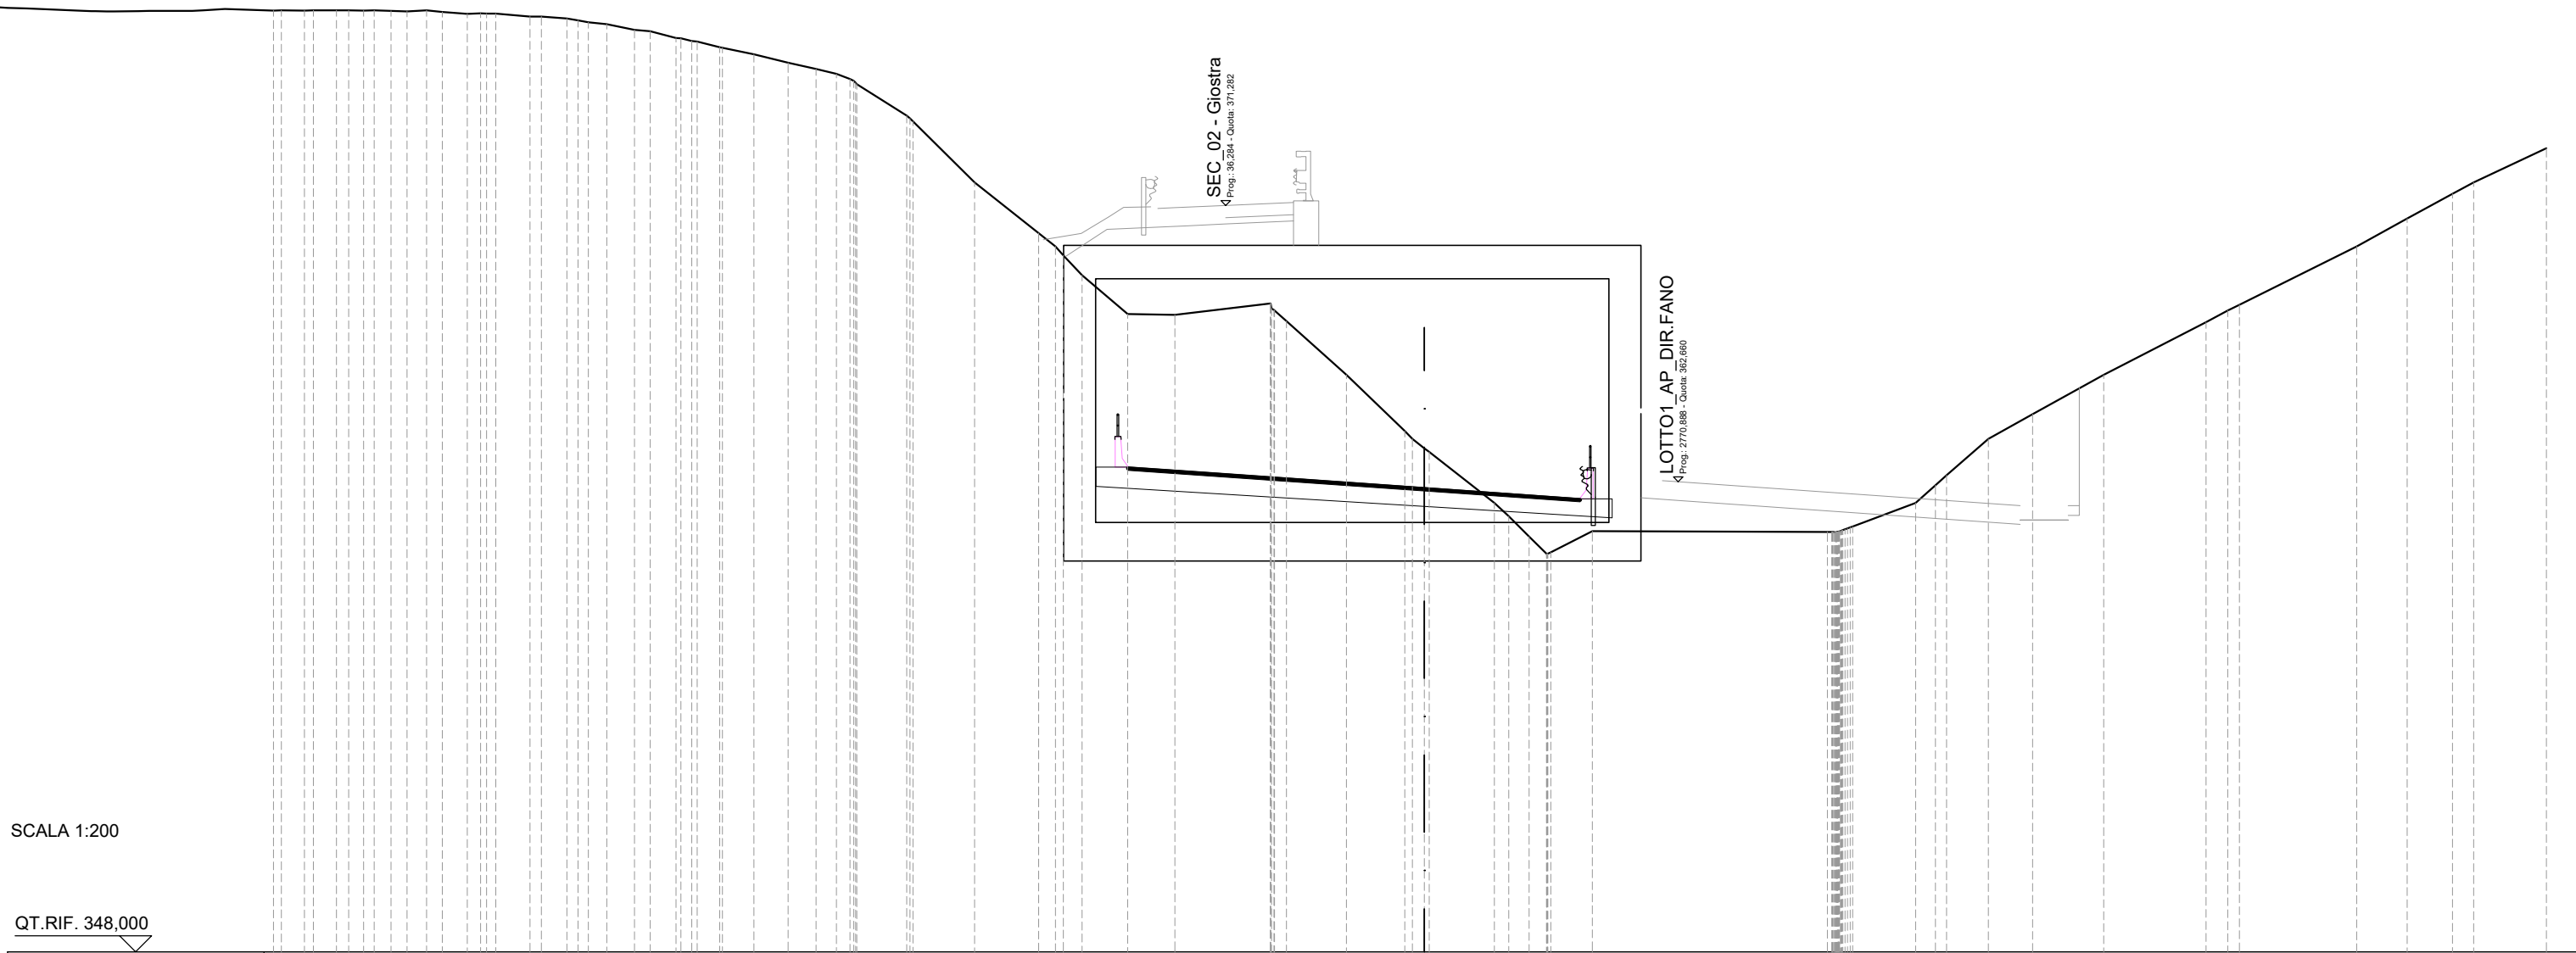 SEC_02 - Giostra
Prog.: 36,284 - Quota: 371,282
LOTTO1_AP_DIR.FANO
Prog.: 2770,888 - Quota: 362,660
SCALA 1:200
QT.RIF. 348,000